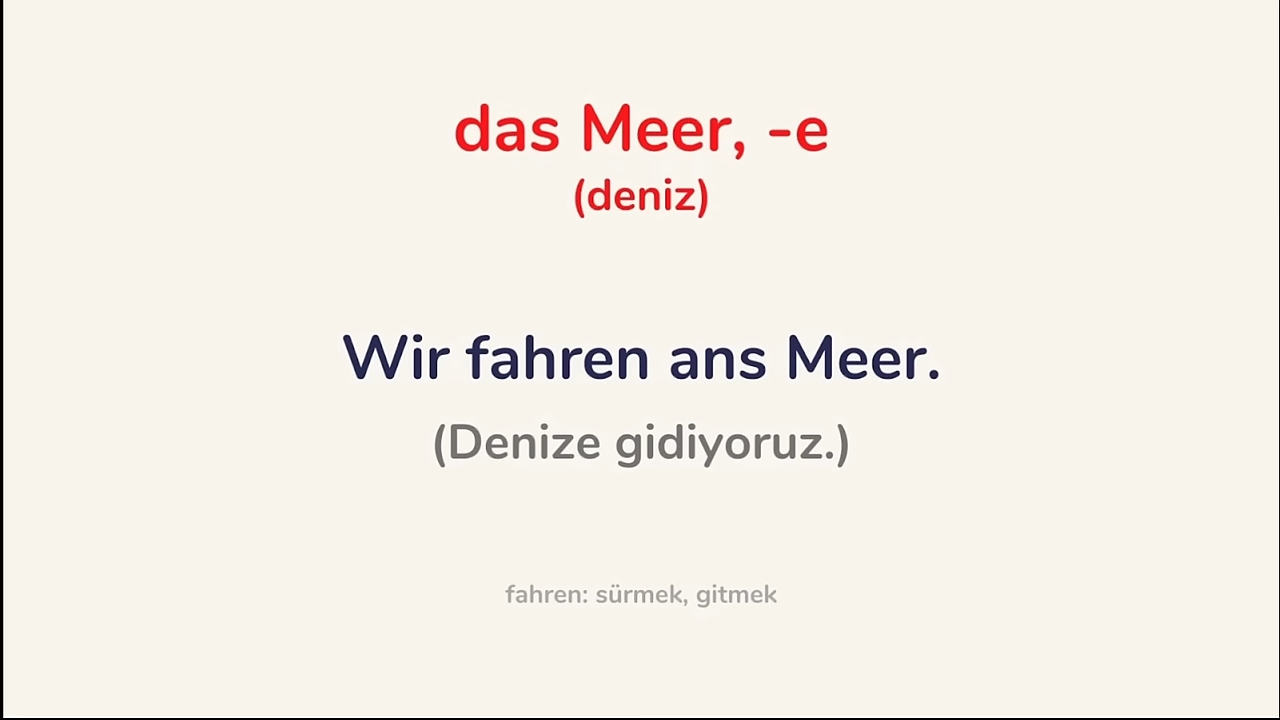 das Meer, -e
(deniz)
Wir fahren ans Meer.
(Denize gidiyoruz.)
fahren: sürmek, gitmek